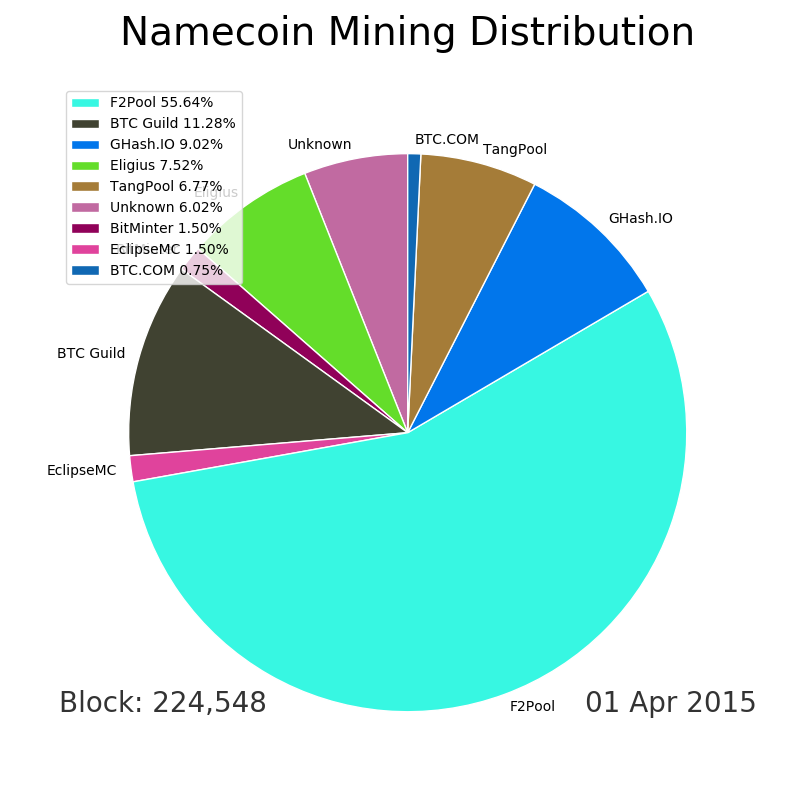 Namecoin Mining Distribution
F2Pool 55.64%
BTC Guild 11.28%
GHash.IO 9.02%
Eligius 7.52%
TangPool 6.77%
Unknown 6.02%
BitMinter 1.50%
EclipseMC 1.50%
BTC.COM 0.75%
Unknown
BTC.COM
TangPool
Eligius
GHash.IO
BTC Guild
EclipseMC
F2Pool
Block: 224,548
01 Apr 2015